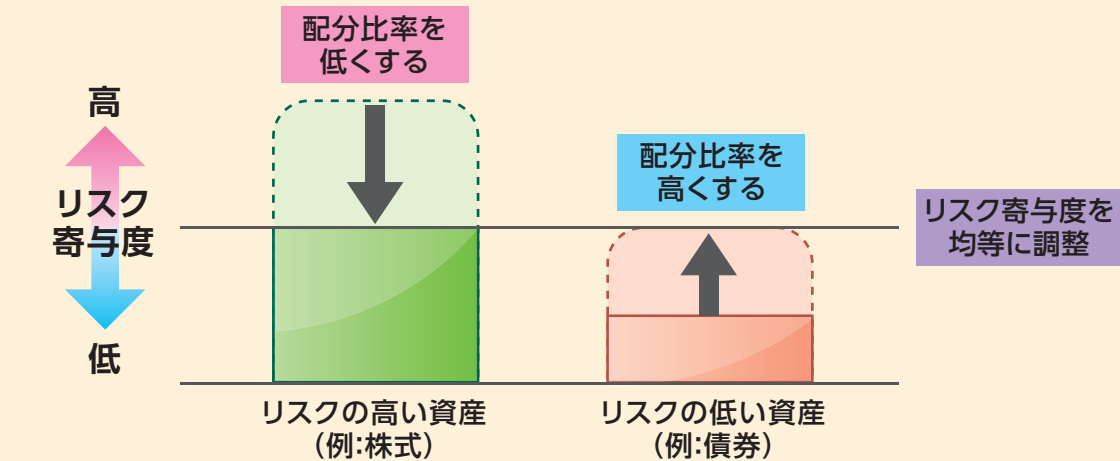 配分比率を
低くする
高
リスク
寄与度
低
配分比率を
高くする
リスク寄与度を
均等に調整
リスクの高い資産
(例:株式)
リスクの低い資産
(例:債券)